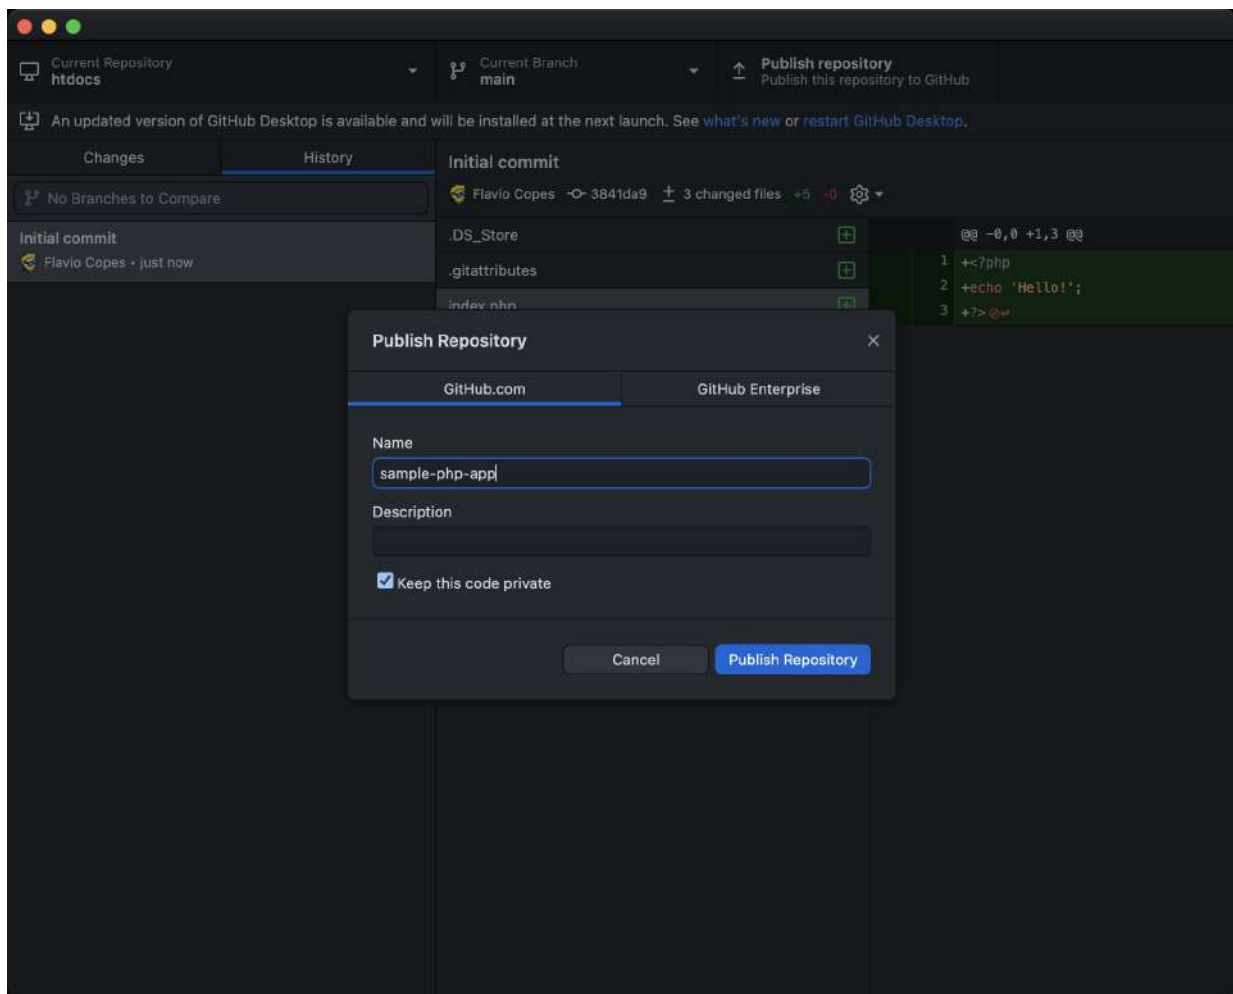 Current Repository
htdocs
Current Branch
main
Publish repository
Publish this repository to GitHub
An updated version of GitHub Desktop is available and will be installed at the next launch. See what's new or restart GitHub Desktop.
Changes
History
No Branches to Compare
Initial commit
Flavio Copes • just now
Initial commit
Flavio Copes 3841da9 3 changed files +5 -0
.DS_Store
.gitattributes
index.php
@@ -0,0 +1,3 @@
1 +<?php
2 +echo 'Hello!';
3 +?>
Publish Repository
GitHub.com
GitHub Enterprise
Name
sample-php-app
Description
Keep this code private
Cancel
Publish Repository